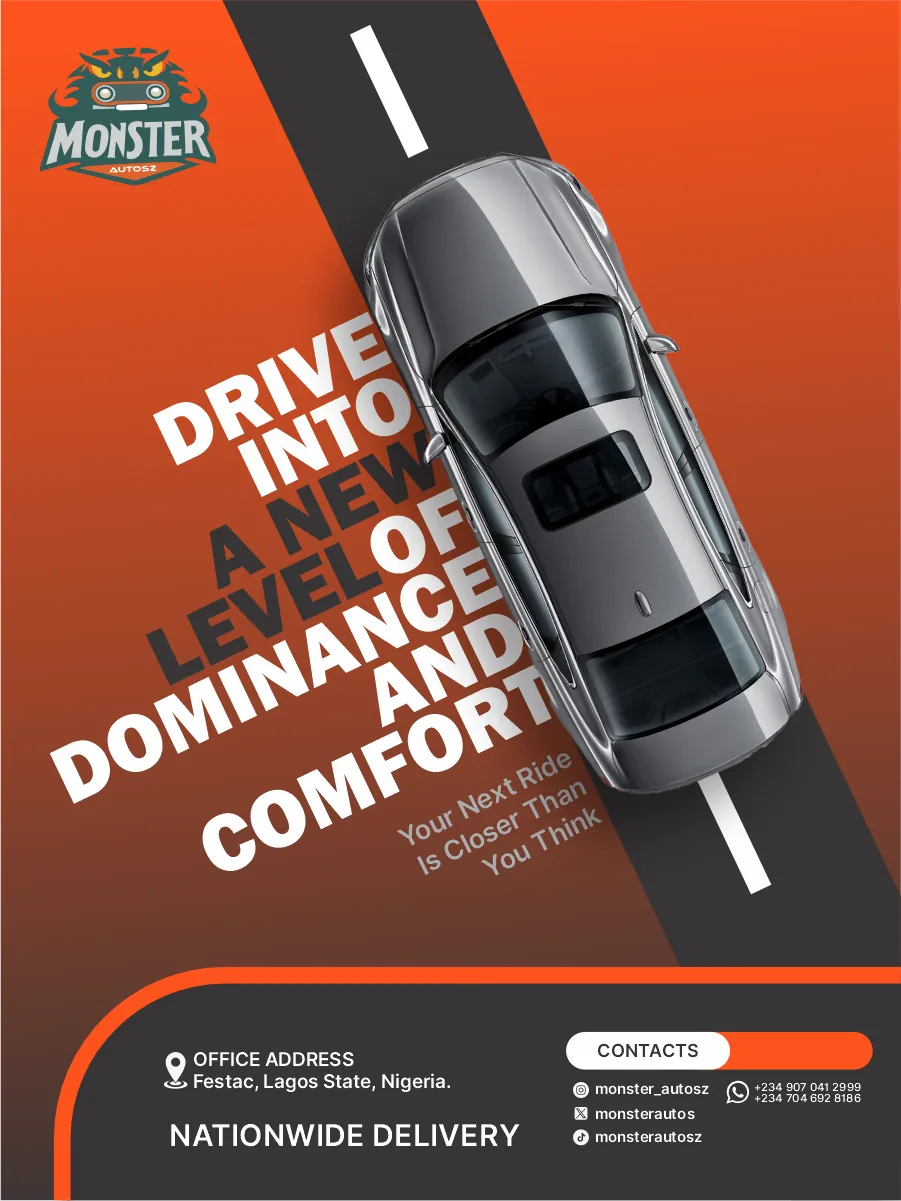 MONSTER
AUTOSZ
DRIVE
INTO
A NEW
LEVEL OF
DOMINANCE
AND
COMFORT
Your Next Ride
Is Closer Than
You Think
OFFICE ADDRESS
Festac, Lagos State, Nigeria.
NATIONWIDE DELIVERY
CONTACTS
monster_autosz
monsterautos
monsterautosz
+234 907 041 2999
+234 704 692 8186